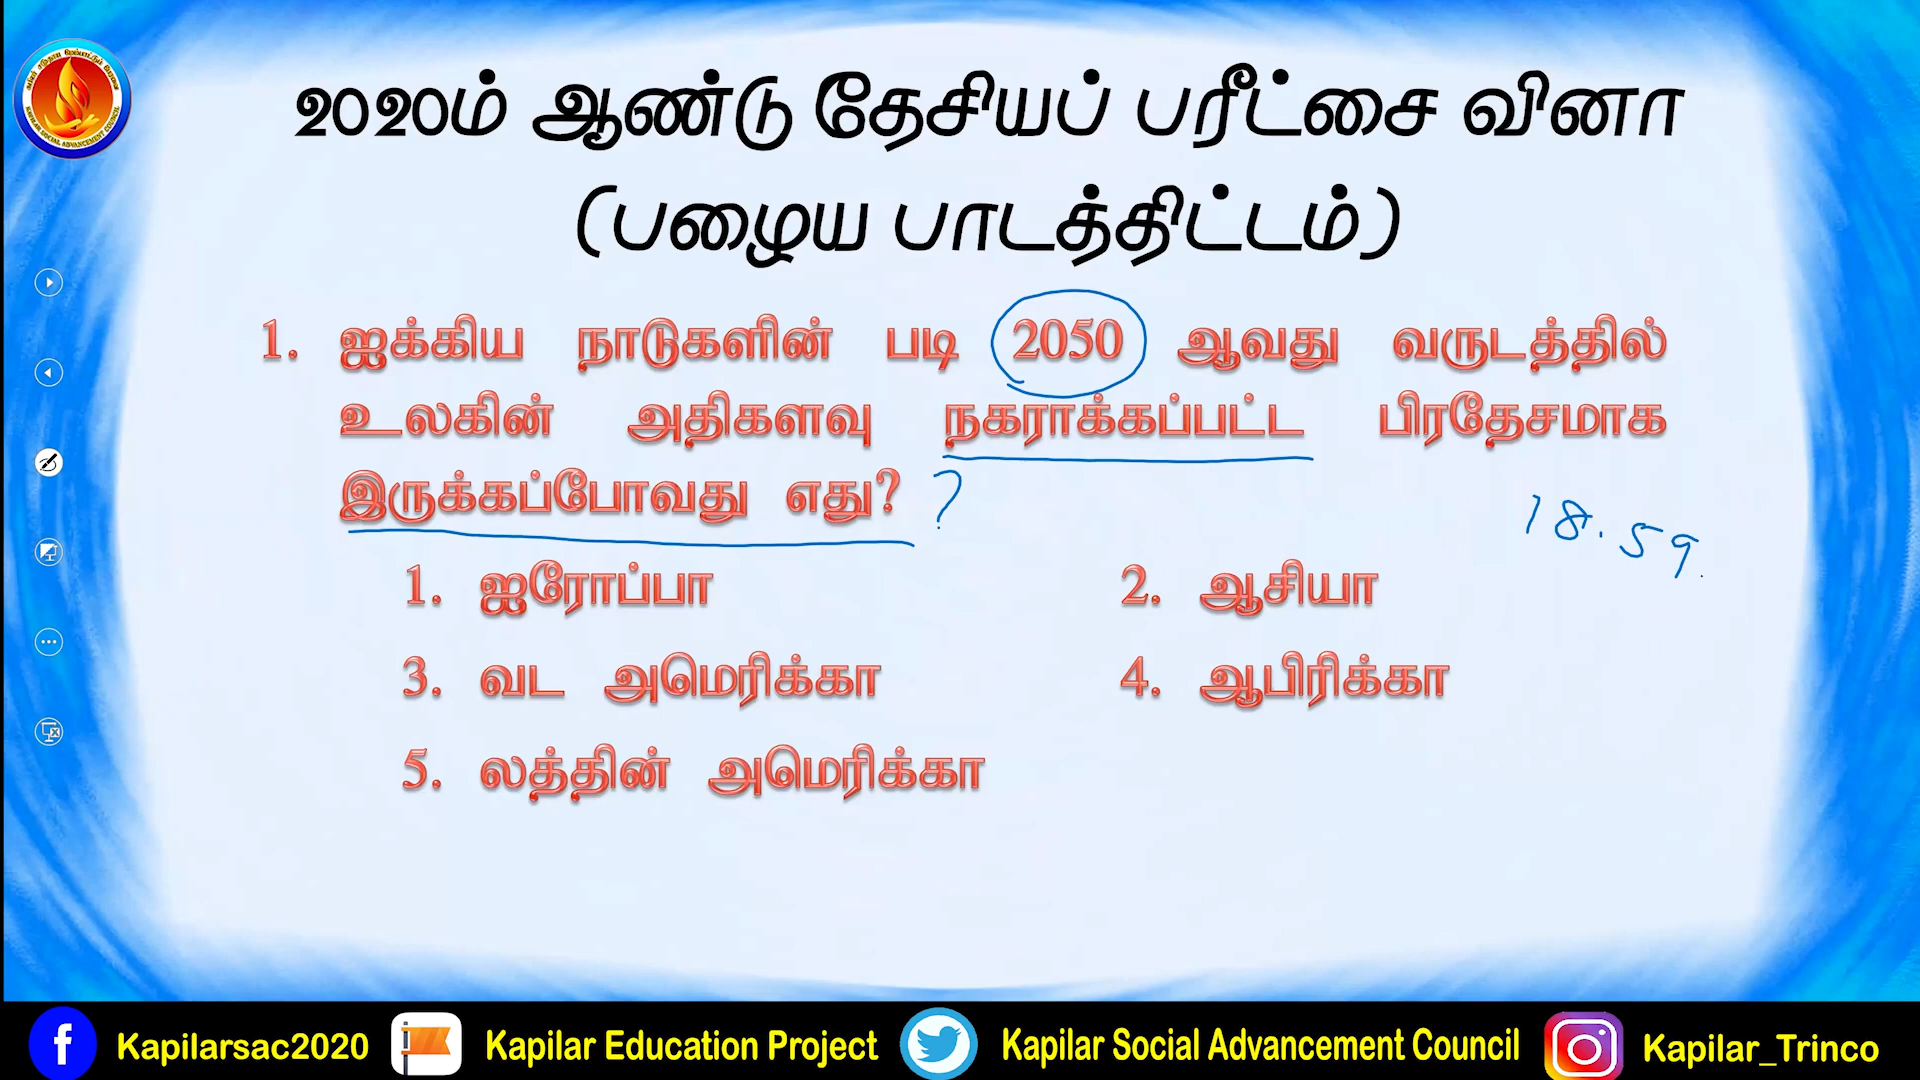 2020ம் ஆண்டு தேசியப் பரீட்சை வினா
(பழைய பாடத்திட்டம்)
1. ஐக்கிய நாடுகளின் படி 2050 ஆவது வருடத்தில்
உலகின் அதிகளவு நகராக்கப்பட்ட பிரதேசமாக
இருக்கப்போவது எது? ?
18.59
1. ஐரோப்பா 2. ஆசியா
3. வட அமெரிக்கா 4. ஆபிரிக்கா
5. லத்தின் அமெரிக்கா
Kapilarsac2020 Kapilar Education Project Kapilar Social Advancement Council Kapilar_Trinco